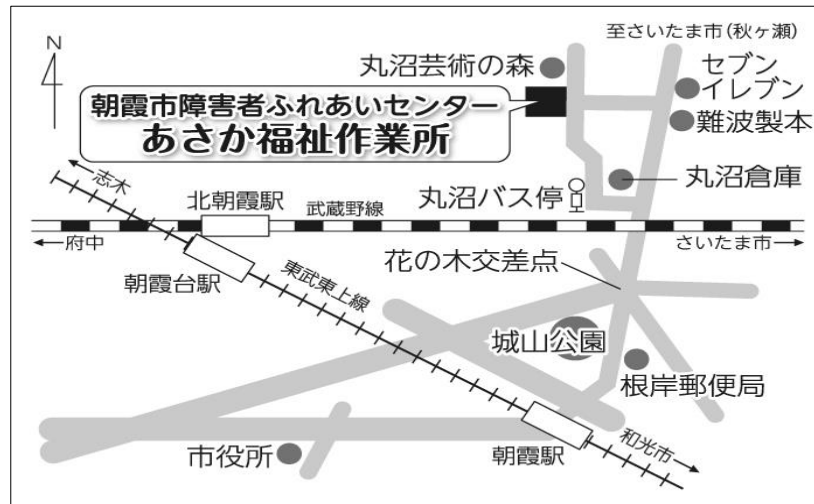 N
至さいたま市（秋ヶ瀬）
丸沼芸術の森
セブン
イレブン
朝霞市障害者ふれあいセンター
あさか福祉作業所
難波製本
志木
丸沼倉庫
北朝霞駅
武蔵野線
丸沼バス停
府中
さいたま市
朝霞台駅
東武東上線
花の木交差点
城山公園
根岸郵便局
市役所
朝霞駅
和光市